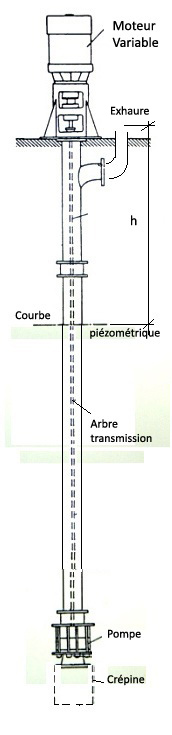 Moteur
Variable
Exhaure
h
Courbe
piézométrique
Arbre
transmission
Pompe
Crépine